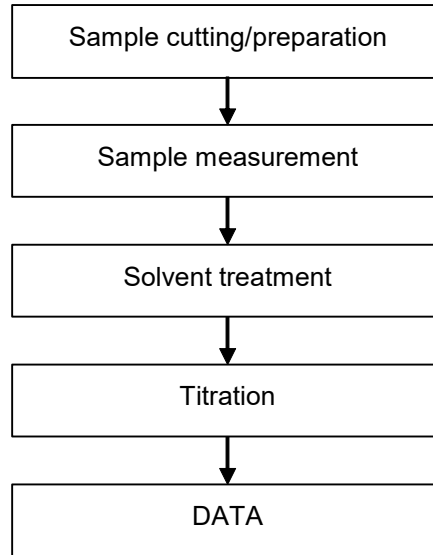 Sample cutting/preparation
Sample measurement
Solvent treatment
Titration
DATA